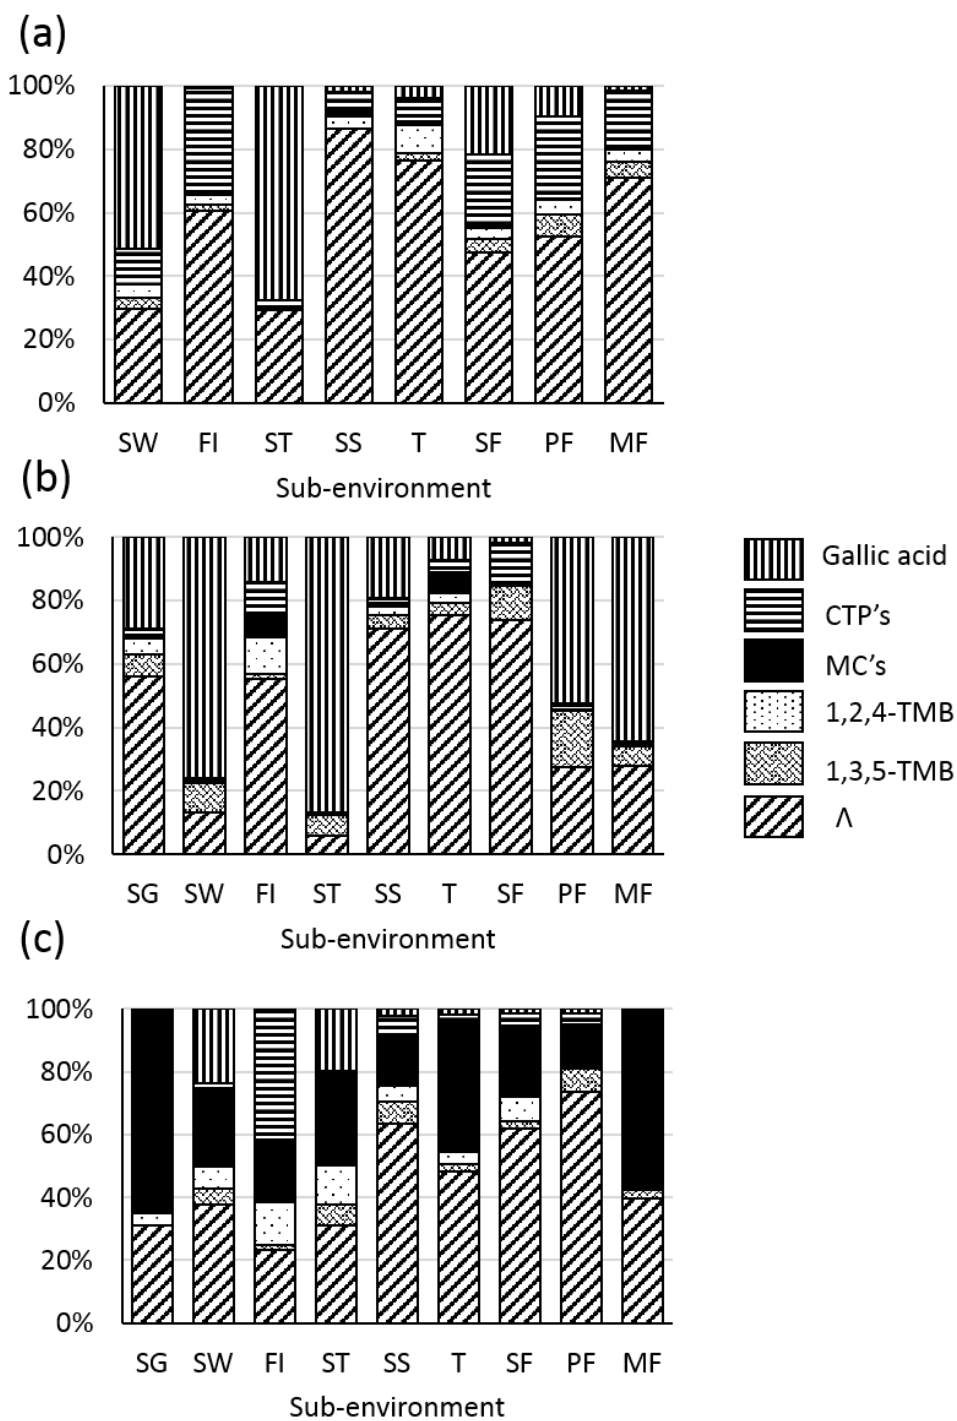 (a)
100%
80%
60%
40%
20%
0%
SW FI ST SS T SF PF MF
Sub-environment
(b)
100%
80%
60%
40%
20%
0%
SG SW FI ST SS T SF PF MF
Sub-environment
Gallic acid
CTP's
MC's
1,2,4-TMB
1,3,5-TMB
Λ
(c)
100%
80%
60%
40%
20%
0%
SG SW FI ST SS T SF PF MF
Sub-environment